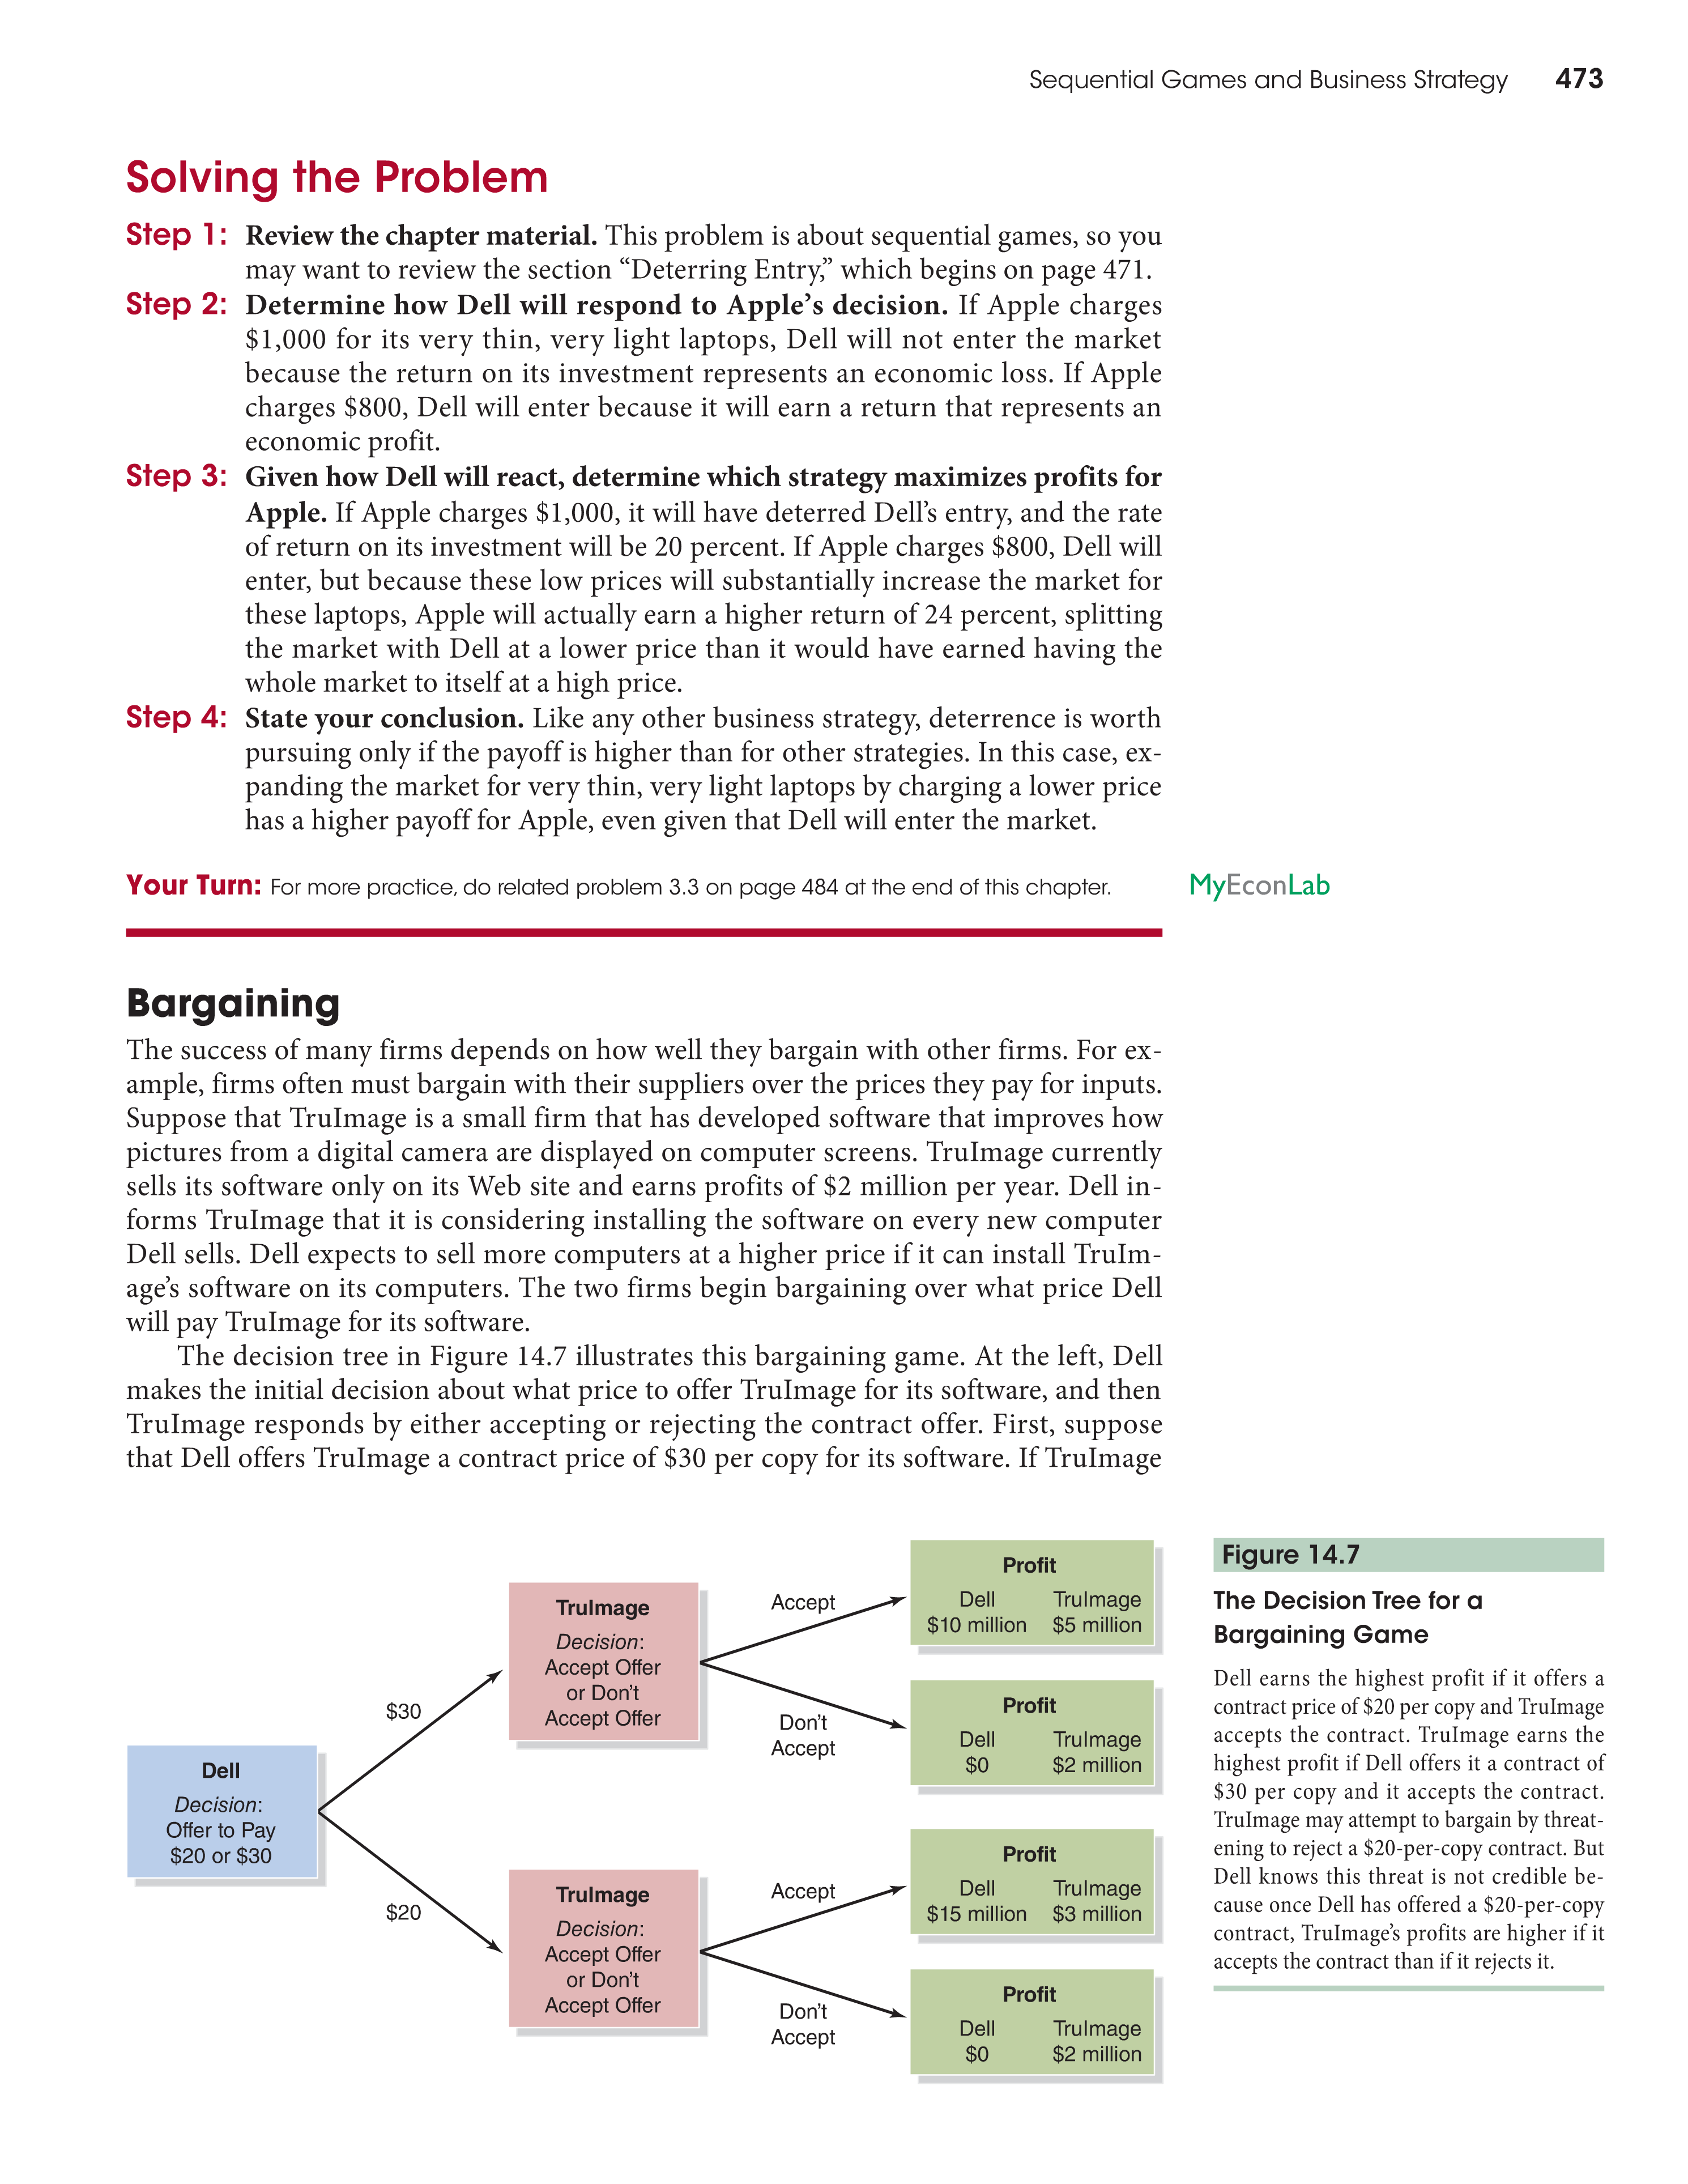 Sequential Games and Business Strategy 473
Solving the Problem
Step 1: Review the chapter material. This problem is about sequential games, so you
may want to review the section “Deterring Entry,” which begins on page 471.
Step 2: Determine how Dell will respond to Apple’s decision. If Apple charges
$1,000 for its very thin, very light laptops, Dell will not enter the market
because the return on its investment represents an economic loss. If Apple
charges $800, Dell will enter because it will earn a return that represents an
economic profit.
Step 3: Given how Dell will react, determine which strategy maximizes profits for
Apple. If Apple charges $1,000, it will have deterred Dell’s entry, and the rate
of return on its investment will be 20 percent. If Apple charges $800, Dell will
enter, but because these low prices will substantially increase the market for
these laptops, Apple will actually earn a higher return of 24 percent, splitting
the market with Dell at a lower price than it would have earned having the
whole market to itself at a high price.
Step 4: State your conclusion. Like any other business strategy, deterrence is worth
pursuing only if the payoff is higher than for other strategies. In this case, ex-
panding the market for very thin, very light laptops by charging a lower price
has a higher payoff for Apple, even given that Dell will enter the market.
Your Turn: For more practice, do related problem 3.3 on page 484 at the end of this chapter.
MyEconLab
Bargaining
The success of many firms depends on how well they bargain with other firms. For ex-
ample, firms often must bargain with their suppliers over the prices they pay for inputs.
Suppose that TruImage is a small firm that has developed software that improves how
pictures from a digital camera are displayed on computer screens. TruImage currently
sells its software only on its Web site and earns profits of $2 million per year. Dell in-
forms TruImage that it is considering installing the software on every new computer
Dell sells. Dell expects to sell more computers at a higher price if it can install TruIm-
age’s software on its computers. The two firms begin bargaining over what price Dell
will pay TruImage for its software.
The decision tree in Figure 14.7 illustrates this bargaining game. At the left, Dell
makes the initial decision about what price to offer TruImage for its software, and then
TruImage responds by either accepting or rejecting the contract offer. First, suppose
that Dell offers TruImage a contract price of $30 per copy for its software. If TruImage
Dell
Decision:
Offer to Pay
$20 or $30
$30
$20
TruImage
Decision:
Accept Offer
or Don’t
Accept Offer
TruImage
Decision:
Accept Offer
or Don’t
Accept Offer
Accept
Don’t
Accept
Accept
Don’t
Accept
Profit
Dell TruImage
$10 million $5 million
Profit
Dell TruImage
$0 $2 million
Profit
Dell TruImage
$15 million $3 million
Profit
Dell TruImage
$0 $2 million
Figure 14.7
The Decision Tree for a
Bargaining Game
Dell earns the highest profit if it offers a
contract price of $20 per copy and TruImage
accepts the contract. TruImage earns the
highest profit if Dell offers it a contract of
$30 per copy and it accepts the contract.
TruImage may attempt to bargain by threat-
ening to reject a $20-per-copy contract. But
Dell knows this threat is not credible be-
cause once Dell has offered a $20-per-copy
contract, TruImage’s profits are higher if it
accepts the contract than if it rejects it.